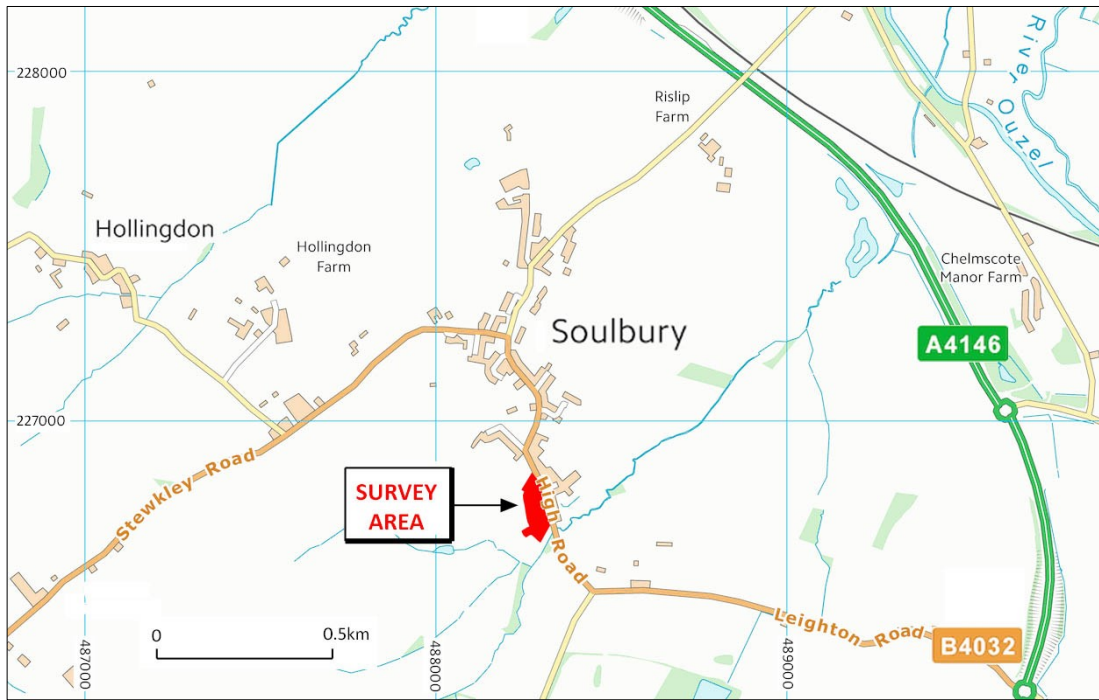 228000
River Ouzel
Rislip
Farm
Hollingdon
Hollingdon
Farm
Chelmscote
Manor Farm
Soulbury
A4146
227000
Stewkley Road
SURVEY
AREA
High Road
Leighton Road
B4032
0
0.5km
487000
488000
489000